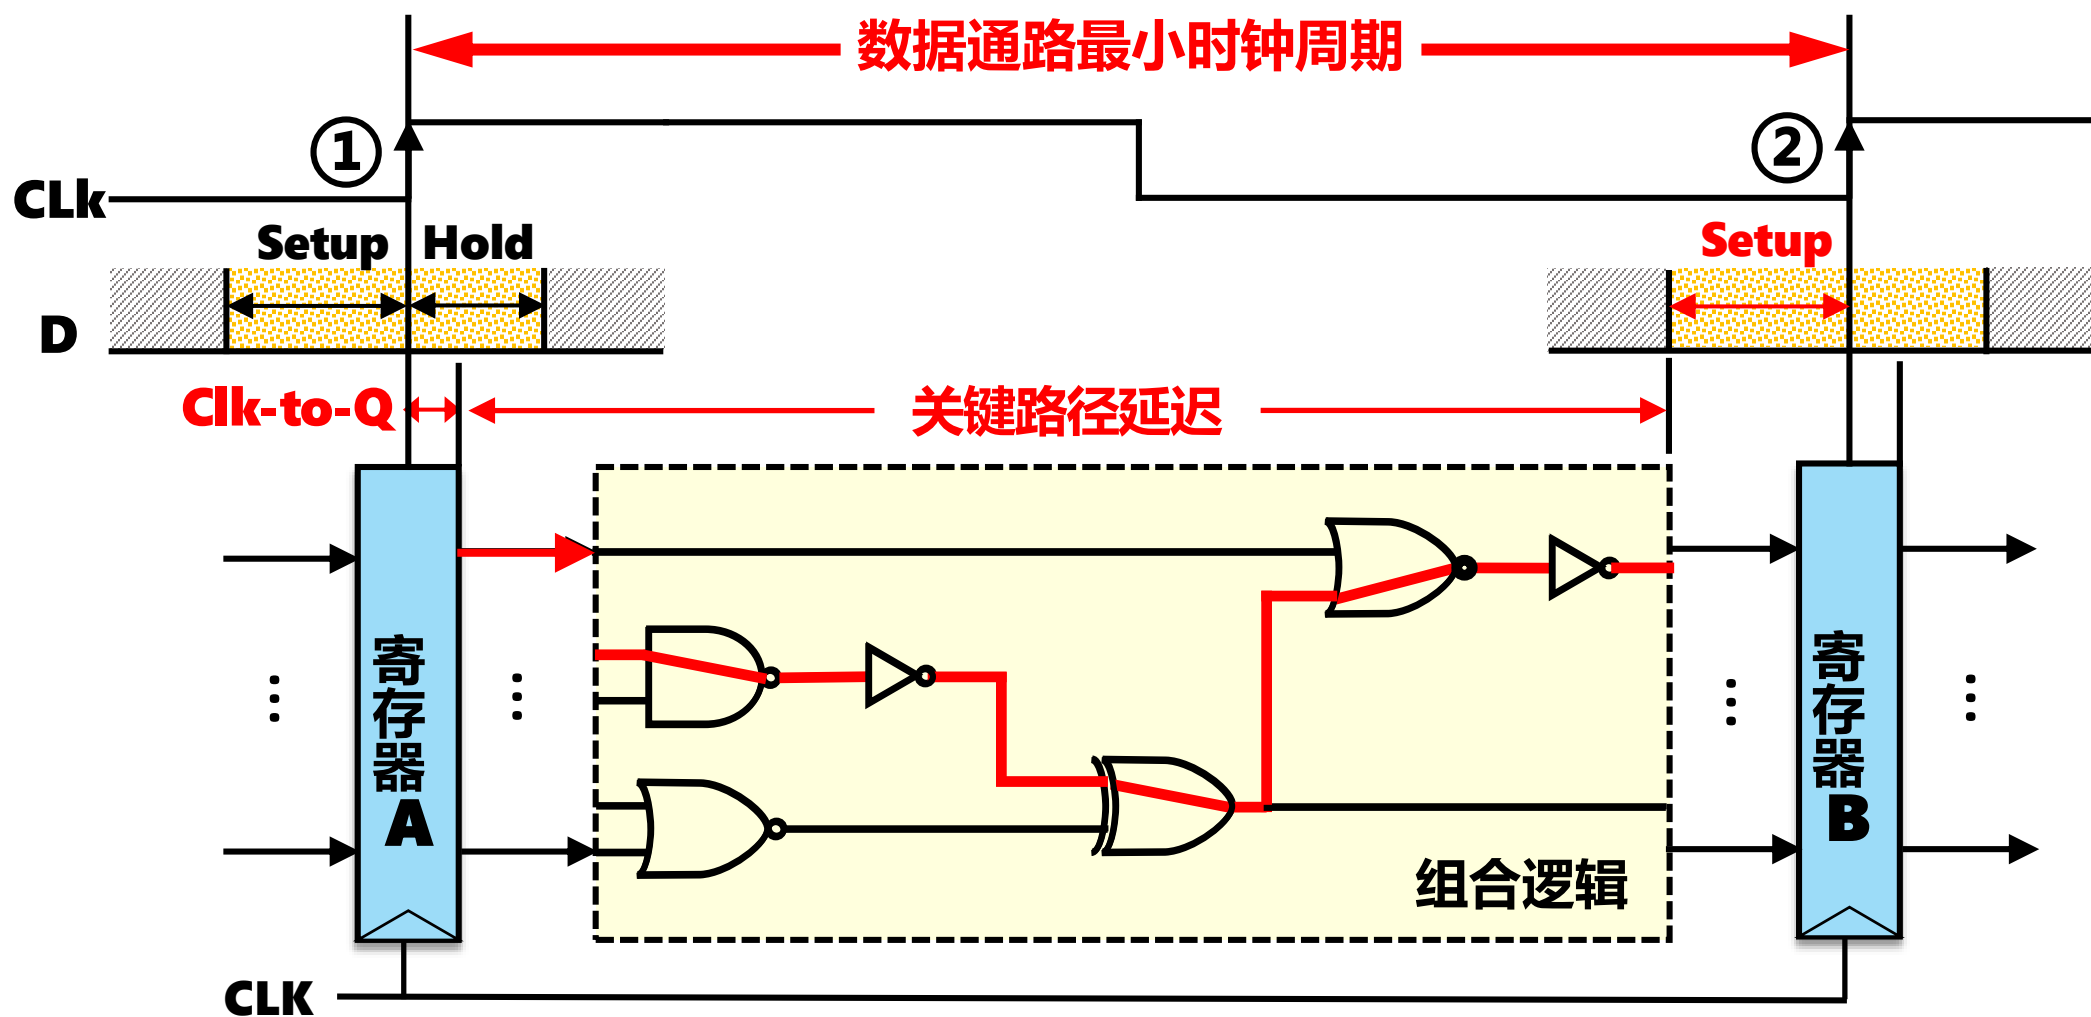 数据通路最小时钟周期
①
②
CLk
Setup
Hold
Setup
D
Clk-to-Q
关键路径延迟
寄存器A
寄存器B
组合逻辑
CLK